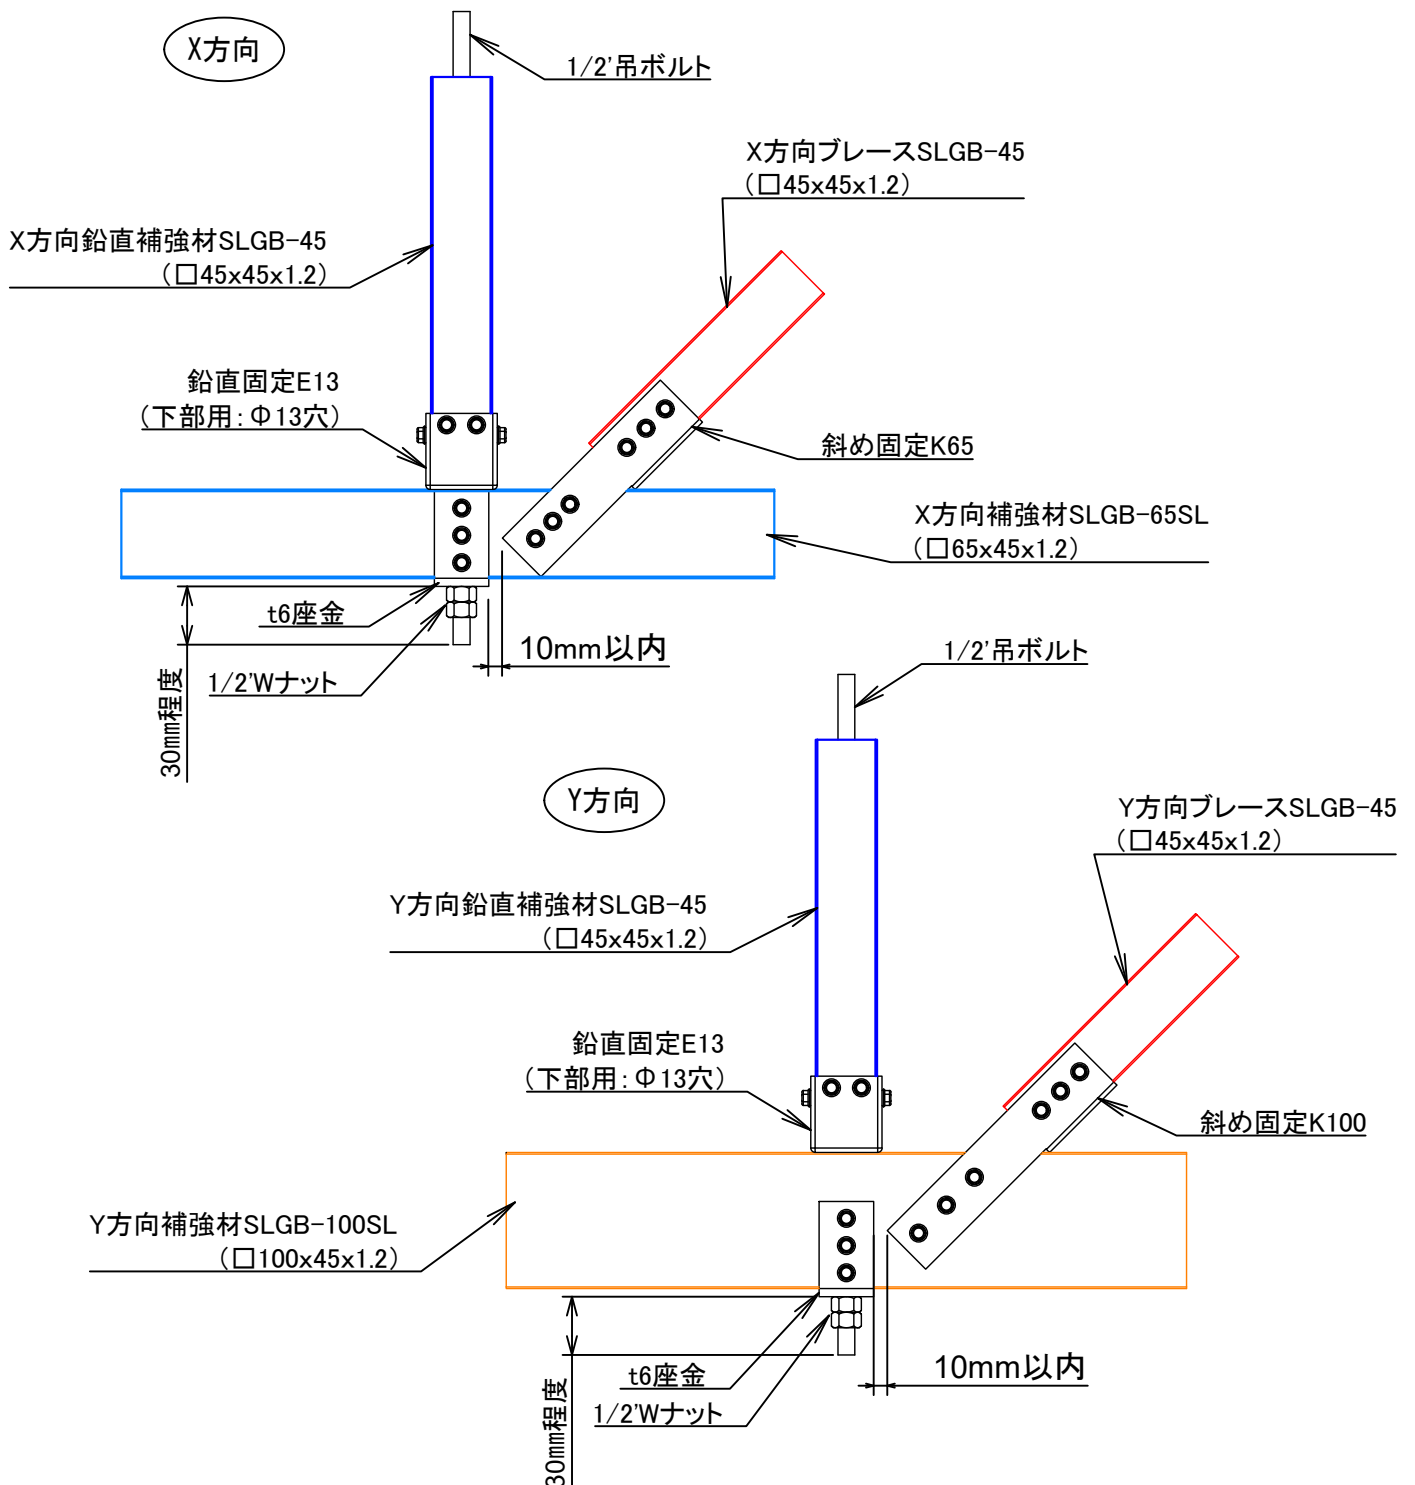 X方向
1/2'吊ボルト
X方向ブレースSLGB-45
(□45x45x1.2)
X方向鉛直補強材SLGB-45
(□45x45x1.2)
鉛直固定E13
(下部用:Φ13穴)
斜め固定K65
X方向補強材SLGB-65SL
(□65x45x1.2)
t6座金
10mm以内
1/2'Wナット
30mm程度
1/2'吊ボルト
Y方向
Y方向ブレースSLGB-45
(□45x45x1.2)
Y方向鉛直補強材SLGB-45
(□45x45x1.2)
鉛直固定E13
(下部用:Φ13穴)
斜め固定K100
Y方向補強材SLGB-100SL
(□100x45x1.2)
t6座金
10mm以内
1/2'Wナット
30mm程度